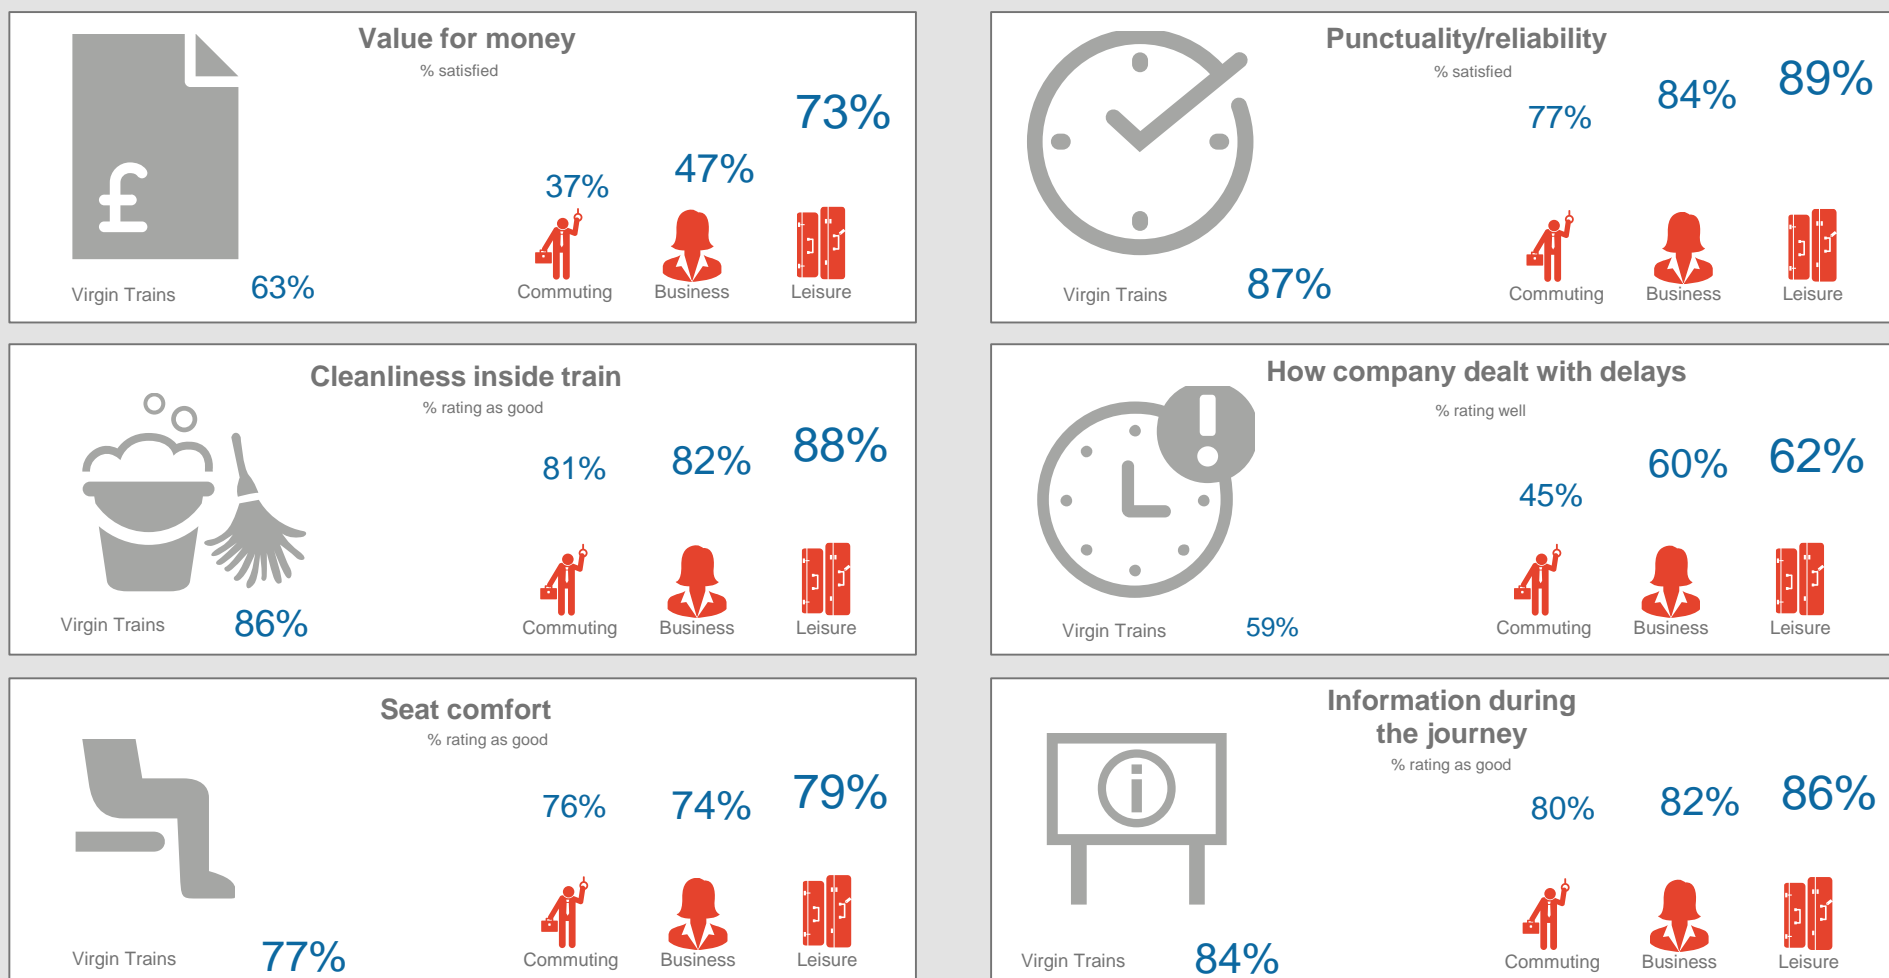 Value for money
% satisfied
73%
47%
37%
£
Virgin Trains 63%
Commuting Business Leisure
Punctuality/reliability
% satisfied
89%
84%
77%
Virgin Trains 87%
Commuting Business Leisure
Cleanliness inside train
% rating as good
88%
82%
81%
Virgin Trains 86%
Commuting Business Leisure
How company dealt with delays
% rating well
62%
60%
45%
!
Virgin Trains 59%
Commuting Business Leisure
Seat comfort
% rating as good
79%
74%
76%
Virgin Trains 77%
Commuting Business Leisure
Information during
the journey
% rating as good
86%
82%
80%
i
Virgin Trains 84%
Commuting Business Leisure